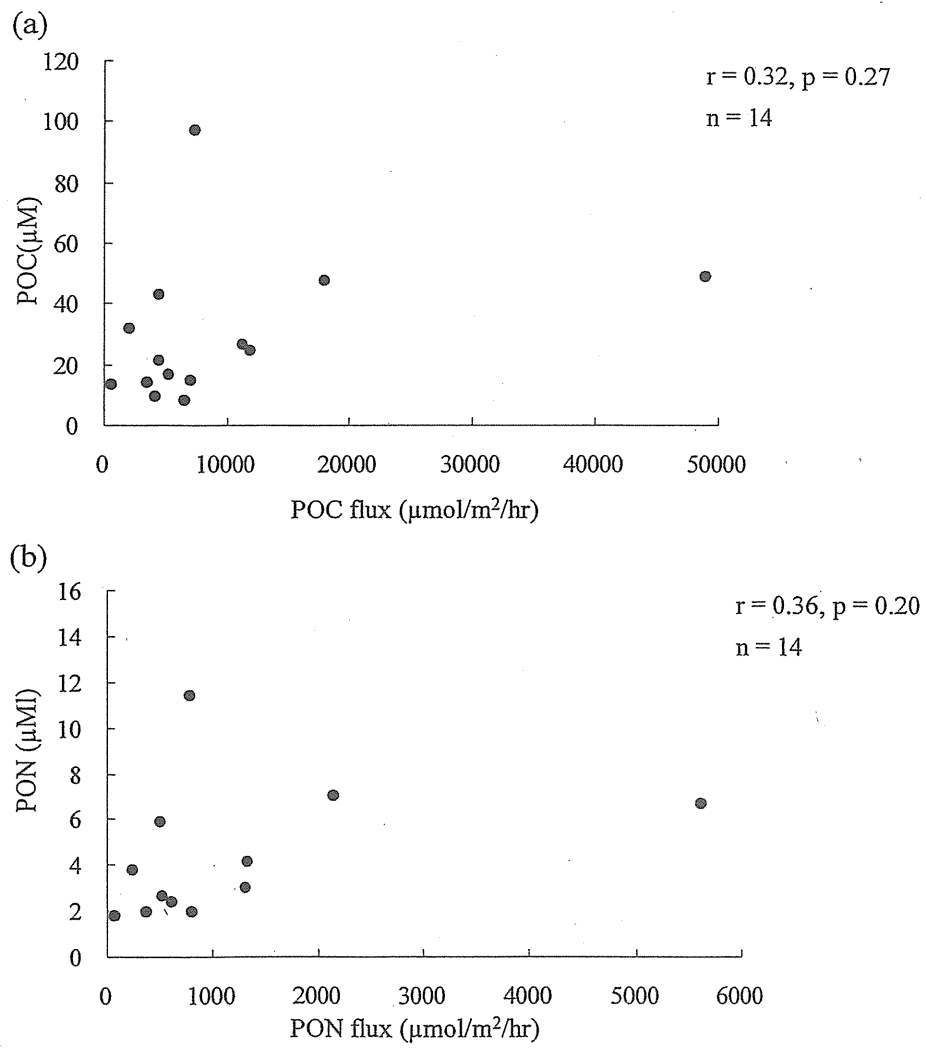 (a)
r = 0.32, p = 0.27
n = 14
120
100
80
60
40
20
0
POC(µM)
0 10000 20000 30000 40000 50000
POC flux (µmol/m²/hr)
(b)
r = 0.36, p = 0.20
n = 14
16
14
12
10
8
6
4
2
0
PON (µMl)
0 1000 2000 3000 4000 5000 6000
PON flux (µmol/m²/hr)